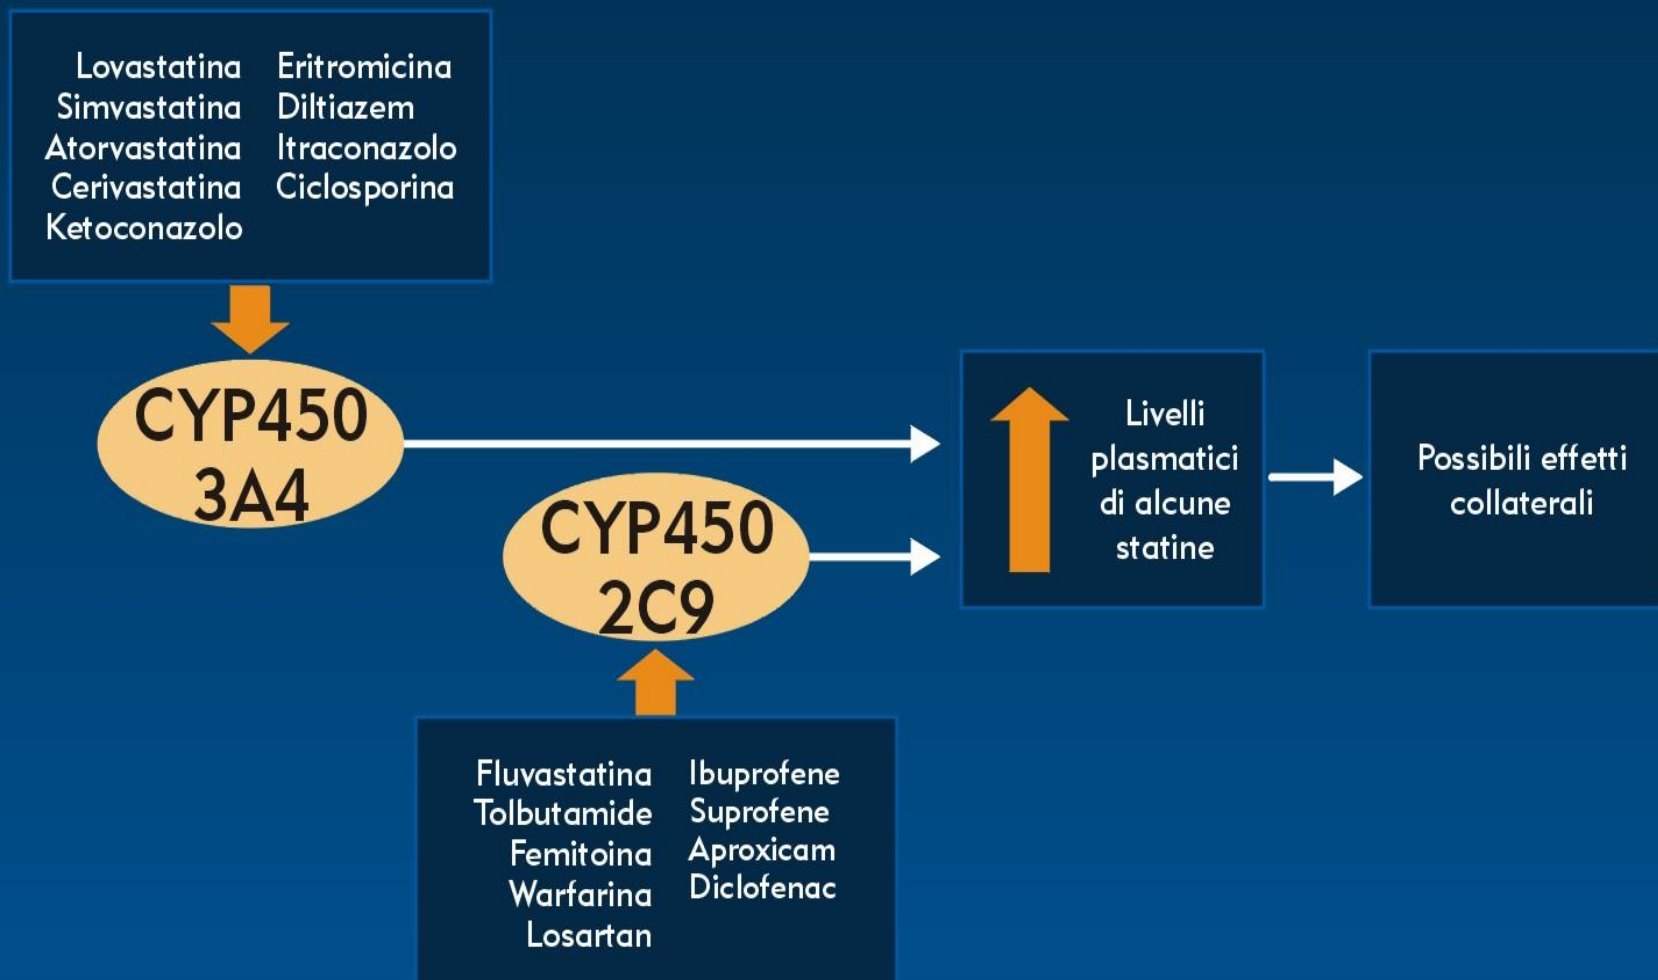 Lovastatina
Simvastatina
Atorvastatina
Cerivastatina
Ketoconazolo
Eritromicina
Diltiazem
Itraconazolo
Ciclosporina
CYP450
3A4
CYP450
2C9
Livelli
plasmatici
di alcune
statine
Possibili effetti
collaterali
Fluvastatina
Tolbutamide
Femitoina
Warfarina
Losartan
Ibuprofene
Suprofene
Aproxicam
Diclofenac